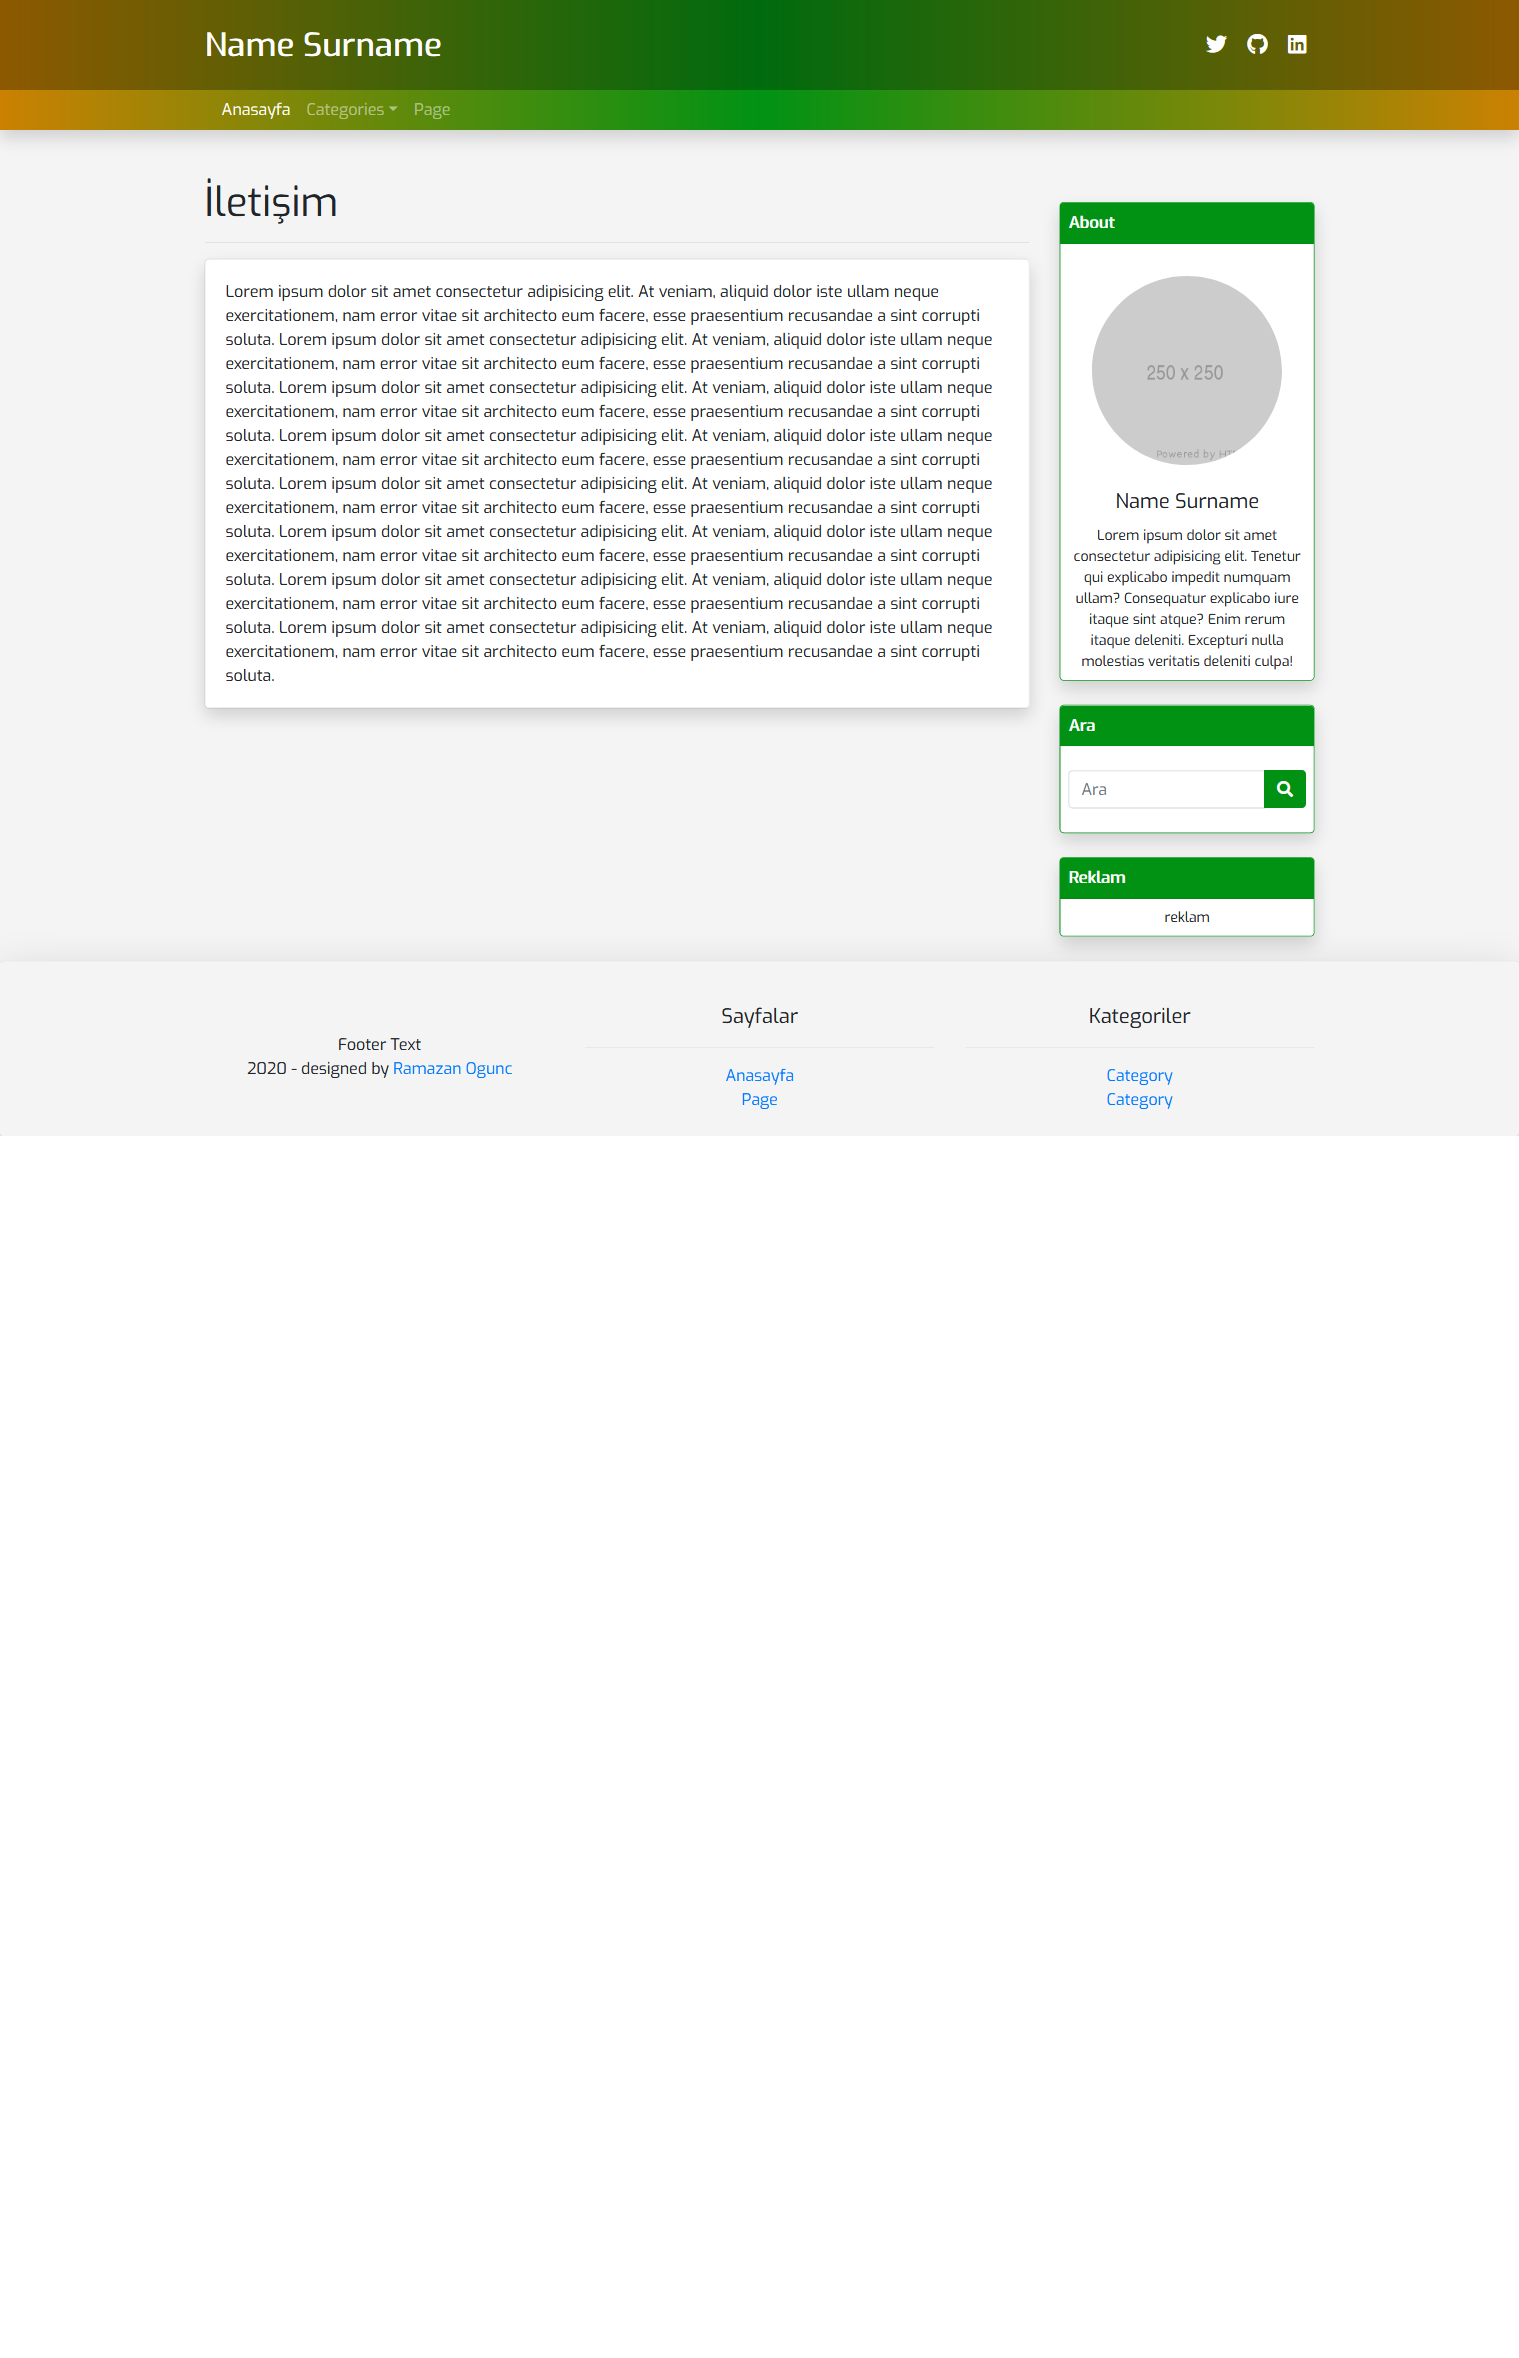 Name Surname
Anasayfa Categories Page
İletişim
Lorem ipsum dolor sit amet consectetur adipisicing elit. At veniam, aliquid dolor iste ullam neque
exercitationem, nam error vitae sit architecto eum facere, esse praesentium recusandae a sint corrupti
soluta. Lorem ipsum dolor sit amet consectetur adipisicing elit. At veniam, aliquid dolor iste ullam neque
exercitationem, nam error vitae sit architecto eum facere, esse praesentium recusandae a sint corrupti
soluta. Lorem ipsum dolor sit amet consectetur adipisicing elit. At veniam, aliquid dolor iste ullam neque
exercitationem, nam error vitae sit architecto eum facere, esse praesentium recusandae a sint corrupti
soluta. Lorem ipsum dolor sit amet consectetur adipisicing elit. At veniam, aliquid dolor iste ullam neque
exercitationem, nam error vitae sit architecto eum facere, esse praesentium recusandae a sint corrupti
soluta. Lorem ipsum dolor sit amet consectetur adipisicing elit. At veniam, aliquid dolor iste ullam neque
exercitationem, nam error vitae sit architecto eum facere, esse praesentium recusandae a sint corrupti
soluta. Lorem ipsum dolor sit amet consectetur adipisicing elit. At veniam, aliquid dolor iste ullam neque
exercitationem, nam error vitae sit architecto eum facere, esse praesentium recusandae a sint corrupti
soluta. Lorem ipsum dolor sit amet consectetur adipisicing elit. At veniam, aliquid dolor iste ullam neque
exercitationem, nam error vitae sit architecto eum facere, esse praesentium recusandae a sint corrupti
soluta. Lorem ipsum dolor sit amet consectetur adipisicing elit. At veniam, aliquid dolor iste ullam neque
exercitationem, nam error vitae sit architecto eum facere, esse praesentium recusandae a sint corrupti
soluta.
About
250 x 250
Powered by
Name Surname
Lorem ipsum dolor sit amet
consectetur adipisicing elit. Tenetur
qui explicabo impedit numquam
ullam? Consequatur explicabo iure
itaque sint atque? Enim rerum
itaque deleniti. Excepturi nulla
molestias veritatis deleniti culpa!
Ara
Ara
Reklam
reklam
Footer Text
2020 - designed by Ramazan Ogunc
Sayfalar
Anasayfa
Page
Kategoriler
Category
Category